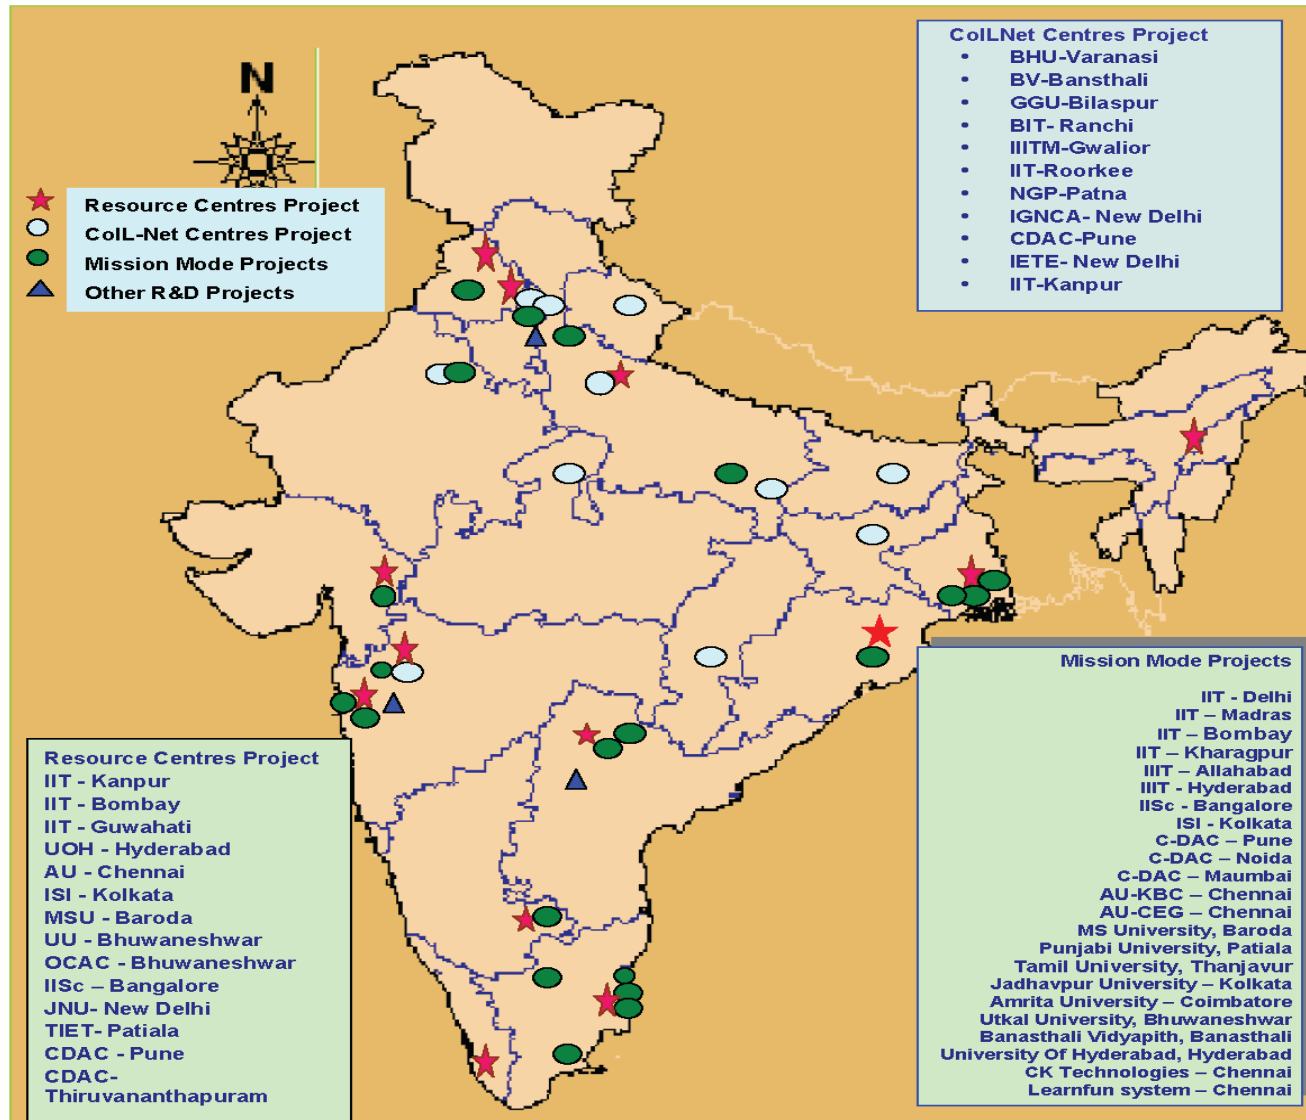 N
Resource Centres Project
CoIL-Net Centres Project
Mission Mode Projects
Other R&D Projects
CoILNet Centres Project
• BHU-Varanasi
• BV-Bansthali
• GGU-Bilaspur
• BIT- Ranchi
• IIITM-Gwalior
• IIT-Roorkee
• NGP-Patna
• IGNCA- New Delhi
• CDAC-Pune
• IETE- New Delhi
• IIT-Kanpur
Resource Centres Project
IIT - Kanpur
IIT - Bombay
IIT - Guwahati
UOH - Hyderabad
AU - Chennai
ISI - Kolkata
MSU - Baroda
UU - Bhuwaneshwar
OCAC - Bhuwaneshwar
IISc – Bangalore
JNU- New Delhi
TIET- Patiala
CDAC - Pune
CDAC-
Thiruvananthapuram
Mission Mode Projects
IIT - Delhi
IIT – Madras
IIT – Bombay
IIT – Kharagpur
IIIT – Allahabad
IIIT - Hyderabad
IISc - Bangalore
ISI - Kolkata
C-DAC – Pune
C-DAC – Noida
C-DAC – Maumbai
AU-KBC – Chennai
AU-CEG – Chennai
MS University, Baroda
Punjabi University, Patiala
Tamil University, Thanjavur
Jadhavpur University – Kolkata
Amrita University – Coimbatore
Utkal University, Bhuwaneshwar
Banasthali Vidyapith, Banasthali
University Of Hyderabad, Hyderabad
CK Technologies – Chennai
Learnfun system – Chennai